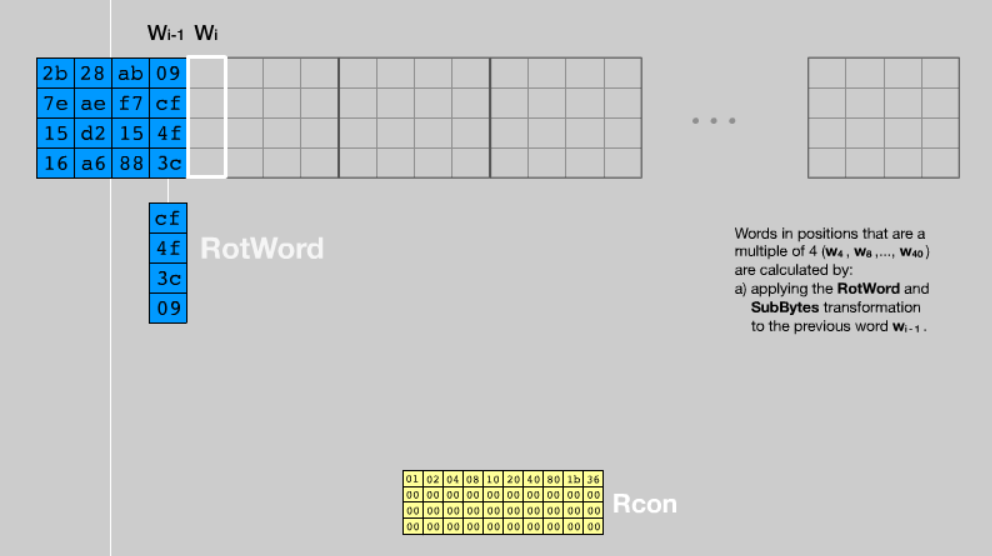 Wi-1 Wi
2b 28 ab 09
7e ae f7 cf
15 d2 15 4f
16 a6 88 3c
cf
4f
3c
09
RotWord
Words in positions that are a
multiple of 4 (w4, w8,..., w40)
are calculated by:
a) applying the RotWord and
SubBytes transformation
to the previous word wi-1.
01 02 04 08 10 20 40 80 1b 36
00 00 00 00 00 00 00 00 00 00
00 00 00 00 00 00 00 00 00 00
00 00 00 00 00 00 00 00 00 00
Rcon